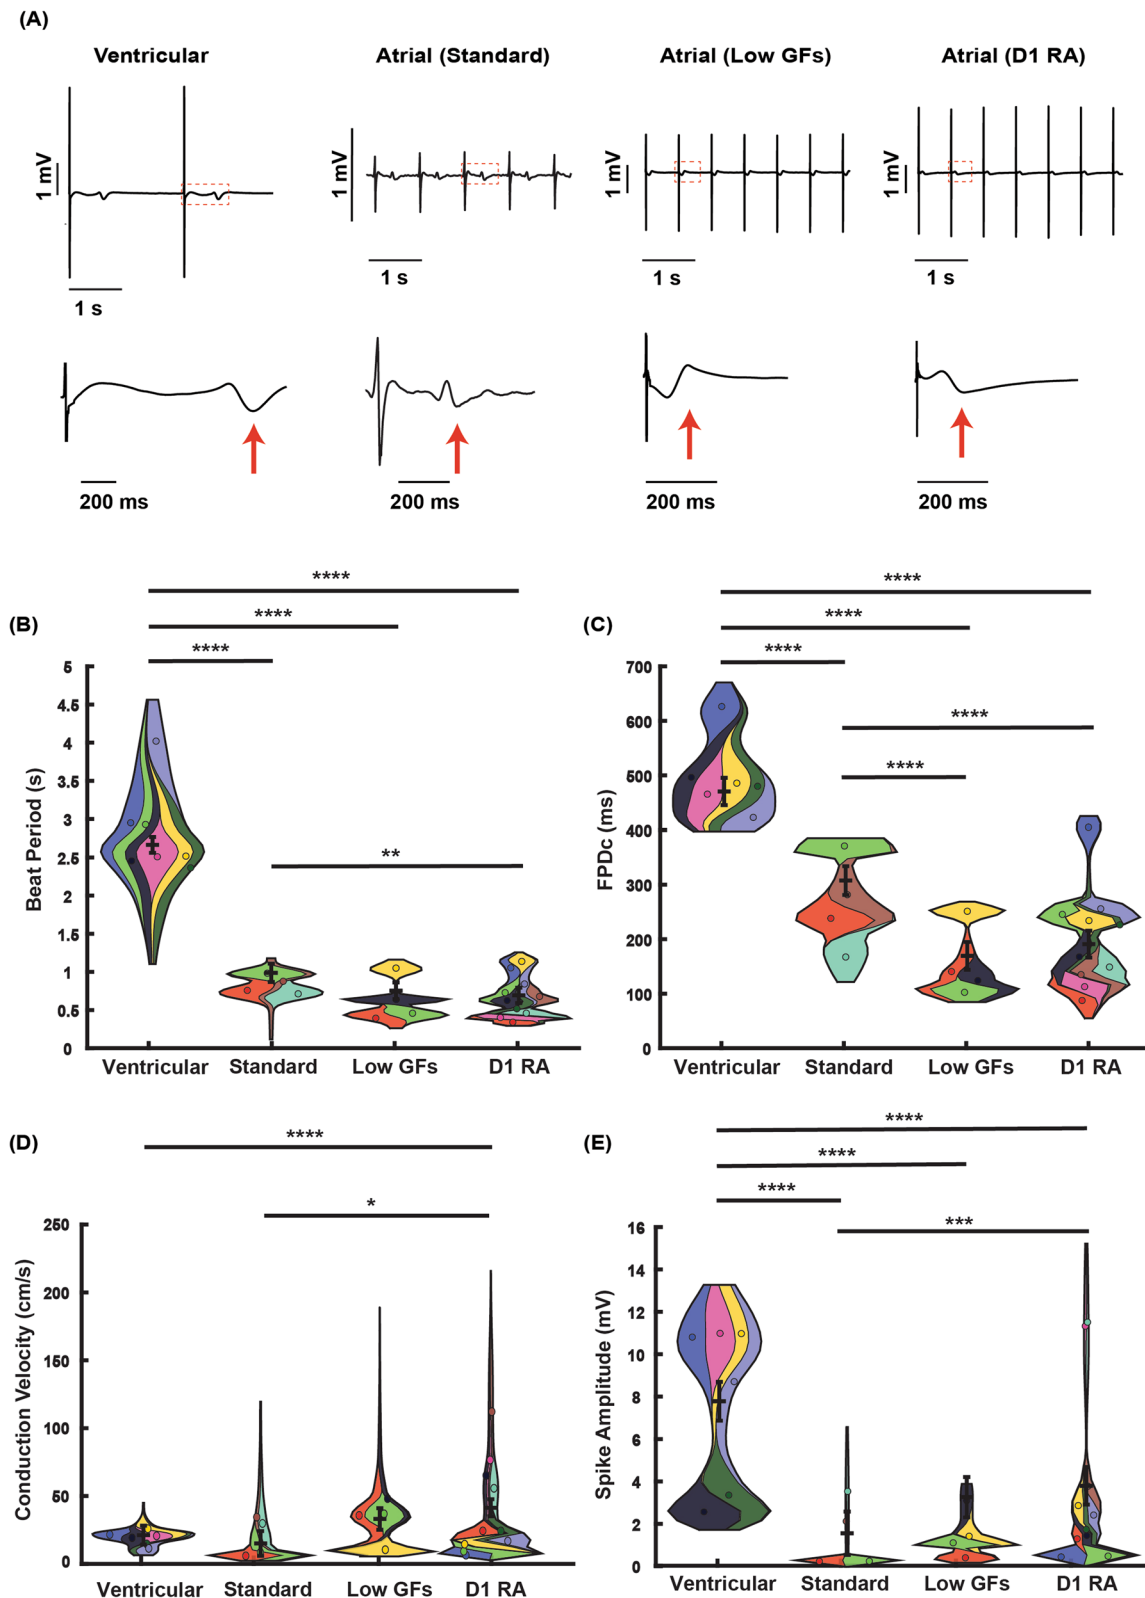 (A)
Ventricular
Atrial (Standard)
Atrial (Low GFs)
Atrial (D1 RA)
1 mV
1 mV
1 mV
1 mV
1 s
1 s
1 s
1 s
200 ms
200 ms
200 ms
200 ms
(B)
****
****
****
**
Beat Period (s)
5
4.5
4
3.5
3
2.5
2
1.5
1
0.5
0
Ventricular
Standard
Low GFs
D1 RA
(C)
****
****
****
****
****
FPDc (ms)
700
600
500
400
300
200
100
0
Ventricular
Standard
Low GFs
D1 RA
(D)
****
*
Conduction Velocity (cm/s)
250
200
150
100
50
0
Ventricular
Standard
Low GFs
D1 RA
(E)
****
****
****
***
Spike Amplitude (mV)
16
14
12
10
8
6
4
2
0
Ventricular
Standard
Low GFs
D1 RA